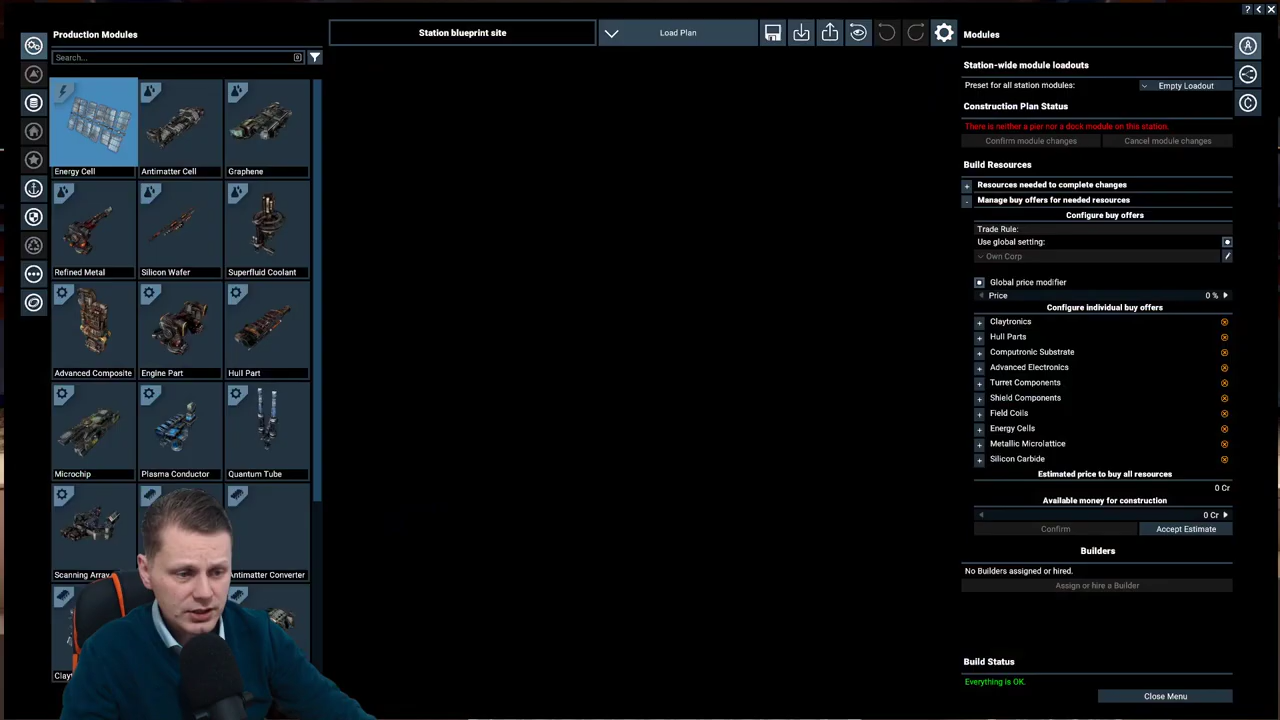 Production Modules
Search...
Energy Cell
Antimatter Cell
Graphene
Refined Metal
Silicon Wafer
Superfluid Coolant
Advanced Composite
Engine Part
Hull Part
Microchip
Plasma Conductor
Quantum Tube
Scanning Array
Antimatter Converter
Station blueprint site
Load Plan
?
Modules
Station-wide module loadouts
Preset for all station modules:
Empty Loadout
Construction Plan Status
There is neither a pier nor a dock module on this station.
Confirm module changes
Cancel module changes
Build Resources
+ Resources needed to complete changes
- Manage buy offers for needed resources
Configure buy offers
Trade Rule:
Use global setting:
Own Corp
Global price modifier
Price 0 %
Configure individual buy offers
+ Claytronics
+ Hull Parts
+ Computronic Substrate
+ Advanced Electronics
+ Turret Components
+ Shield Components
+ Field Coils
+ Energy Cells
+ Metallic Microlattice
+ Silicon Carbide
Estimated price to buy all resources
0 Cr
Available money for construction
0 Cr
Confirm
Accept Estimate
Builders
No Builders assigned or hired.
Assign or hire a Builder
Build Status
Everything is OK.
Close Menu